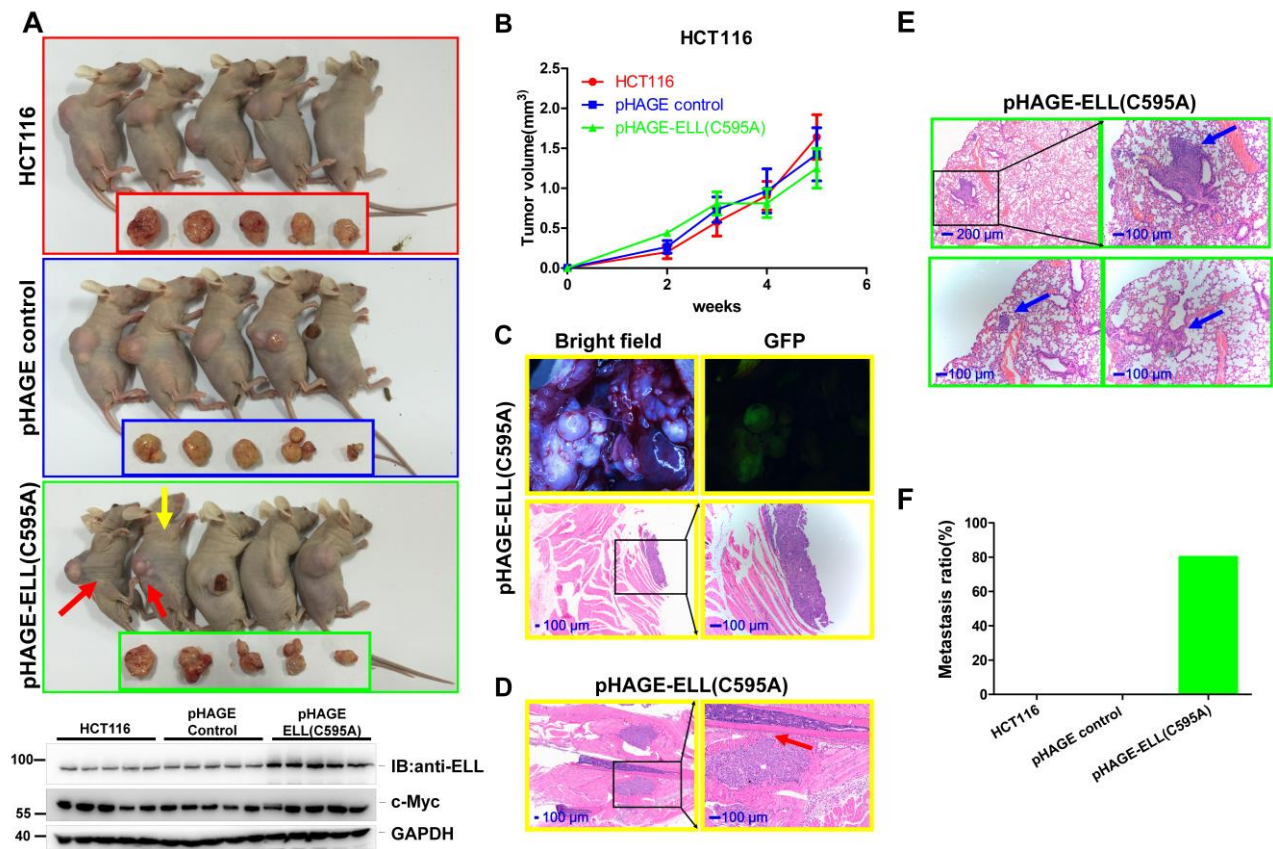 A
HCT116
pHAGE control
pHAGE-ELL(C595A)
HCT116
pHAGE
Control
pHAGE
ELL(C595A)
100
IB:anti-ELL
c-Myc
55
40
GAPDH
B
HCT116
HCT116
pHAGE control
pHAGE-ELL(C595A)
Tumor volume(mm³)
2.5
2.0
1.5
1.0
0.5
0.0
0
2
4
6
weeks
C
Bright field
GFP
pHAGE-ELL(C595A)
100 µm
100 µm
D
pHAGE-ELL(C595A)
100 µm
100 µm
E
pHAGE-ELL(C595A)
200 µm
100 µm
100 µm
100 µm
F
Metastasis ratio(%)
100
80
60
40
20
0
HCT116
pHAGE control
pHAGE-ELL(C595A)